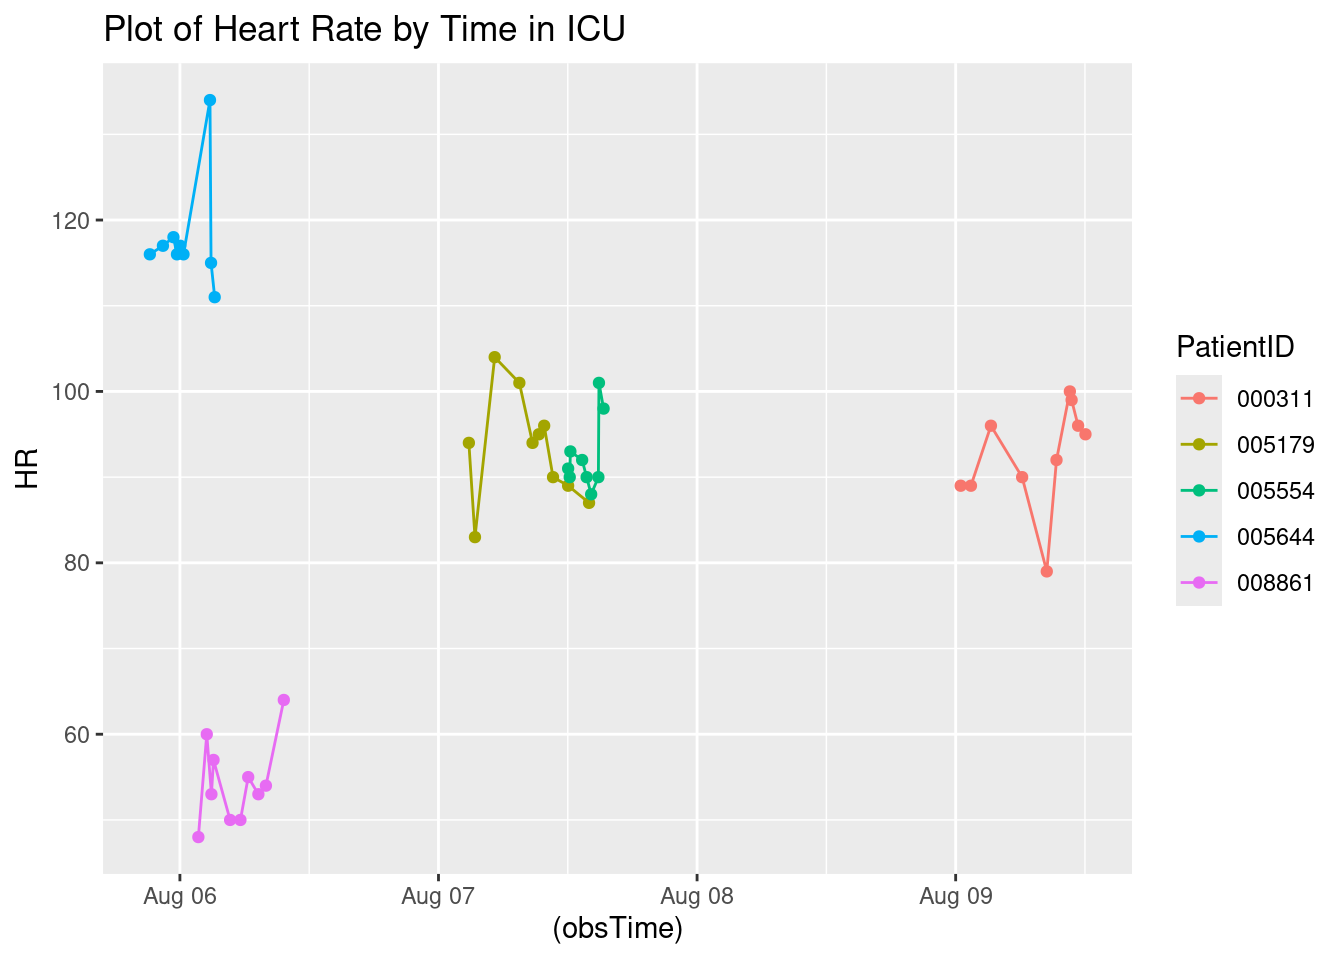 Plot of Heart Rate by Time in ICU
HR
120
100
80
60
Aug 06
Aug 07
Aug 08
Aug 09
(obsTime)
PatientID
000311
005179
005554
005644
008861